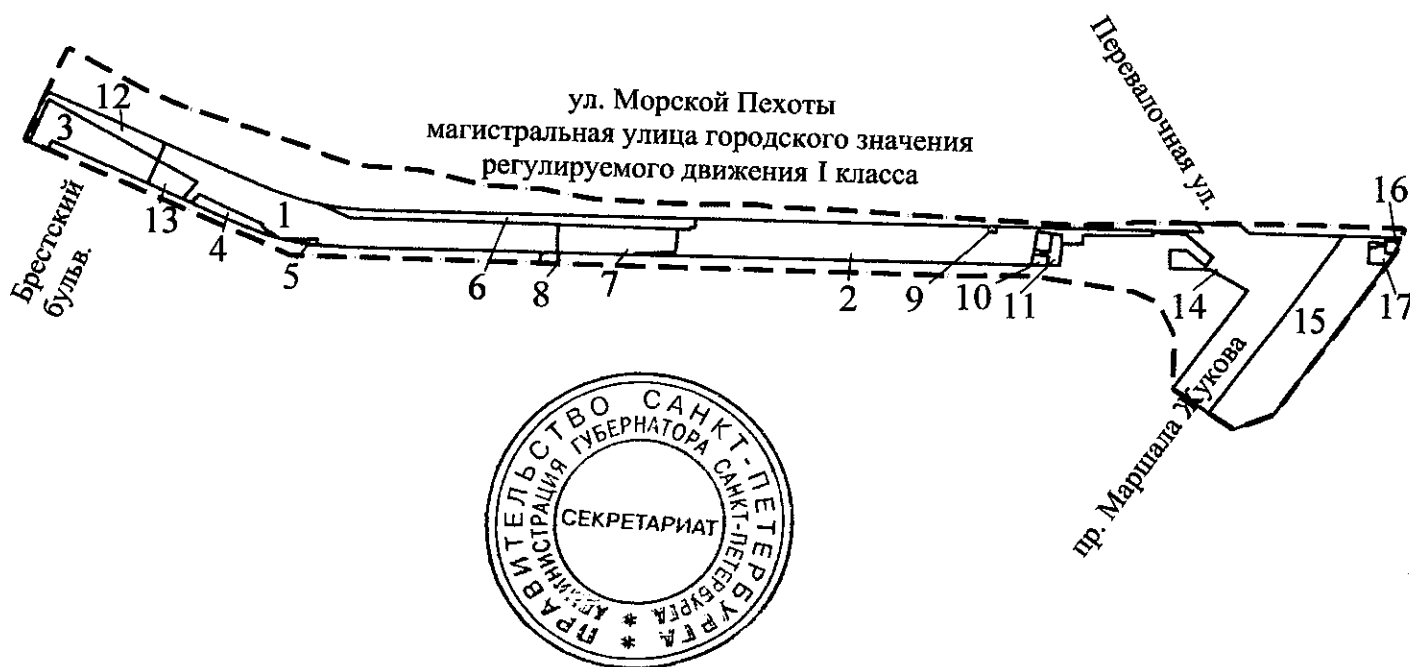 ул. Морской Пехоты
магистральная улица городского значения
регулируемого движения I класса
Перевалочная ул.
Брестский
бульв.
пр. Маршала Жукова
12
3
13
4
1
5
6
8
7
2
9
10
11
14
15
16
17
ПРАВИТЕЛЬСТВО САНКТ-ПЕТЕРБУРГА *
АДМИНИСТРАЦИЯ ГУБЕРНАТОРА САНКТ-ПЕТЕРБУРГА *
СЕКРЕТАРИАТ